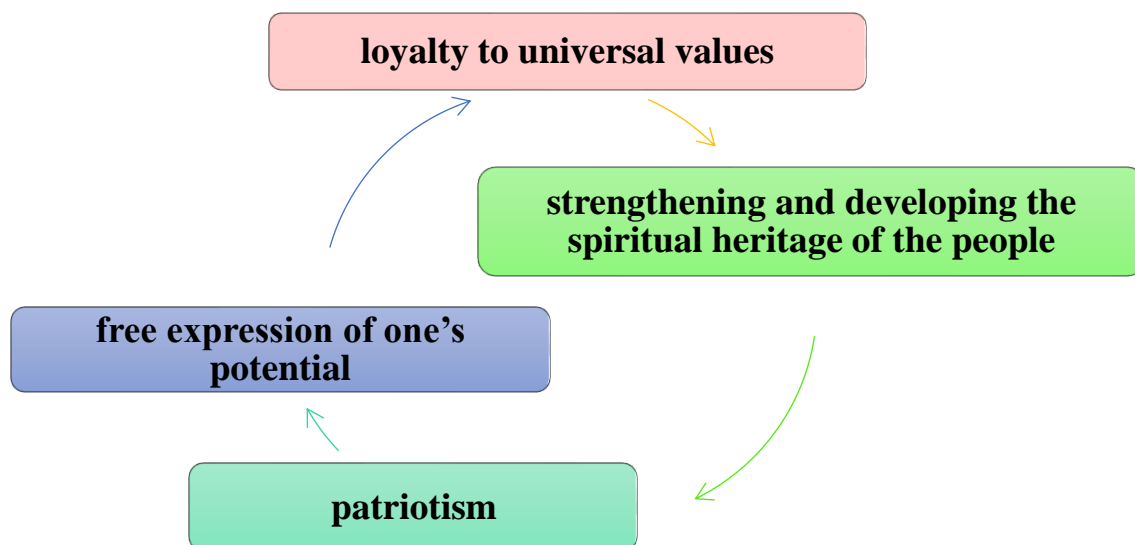 loyalty to universal values
strengthening and developing the
spiritual heritage of the people
free expression of one’s
potential
patriotism